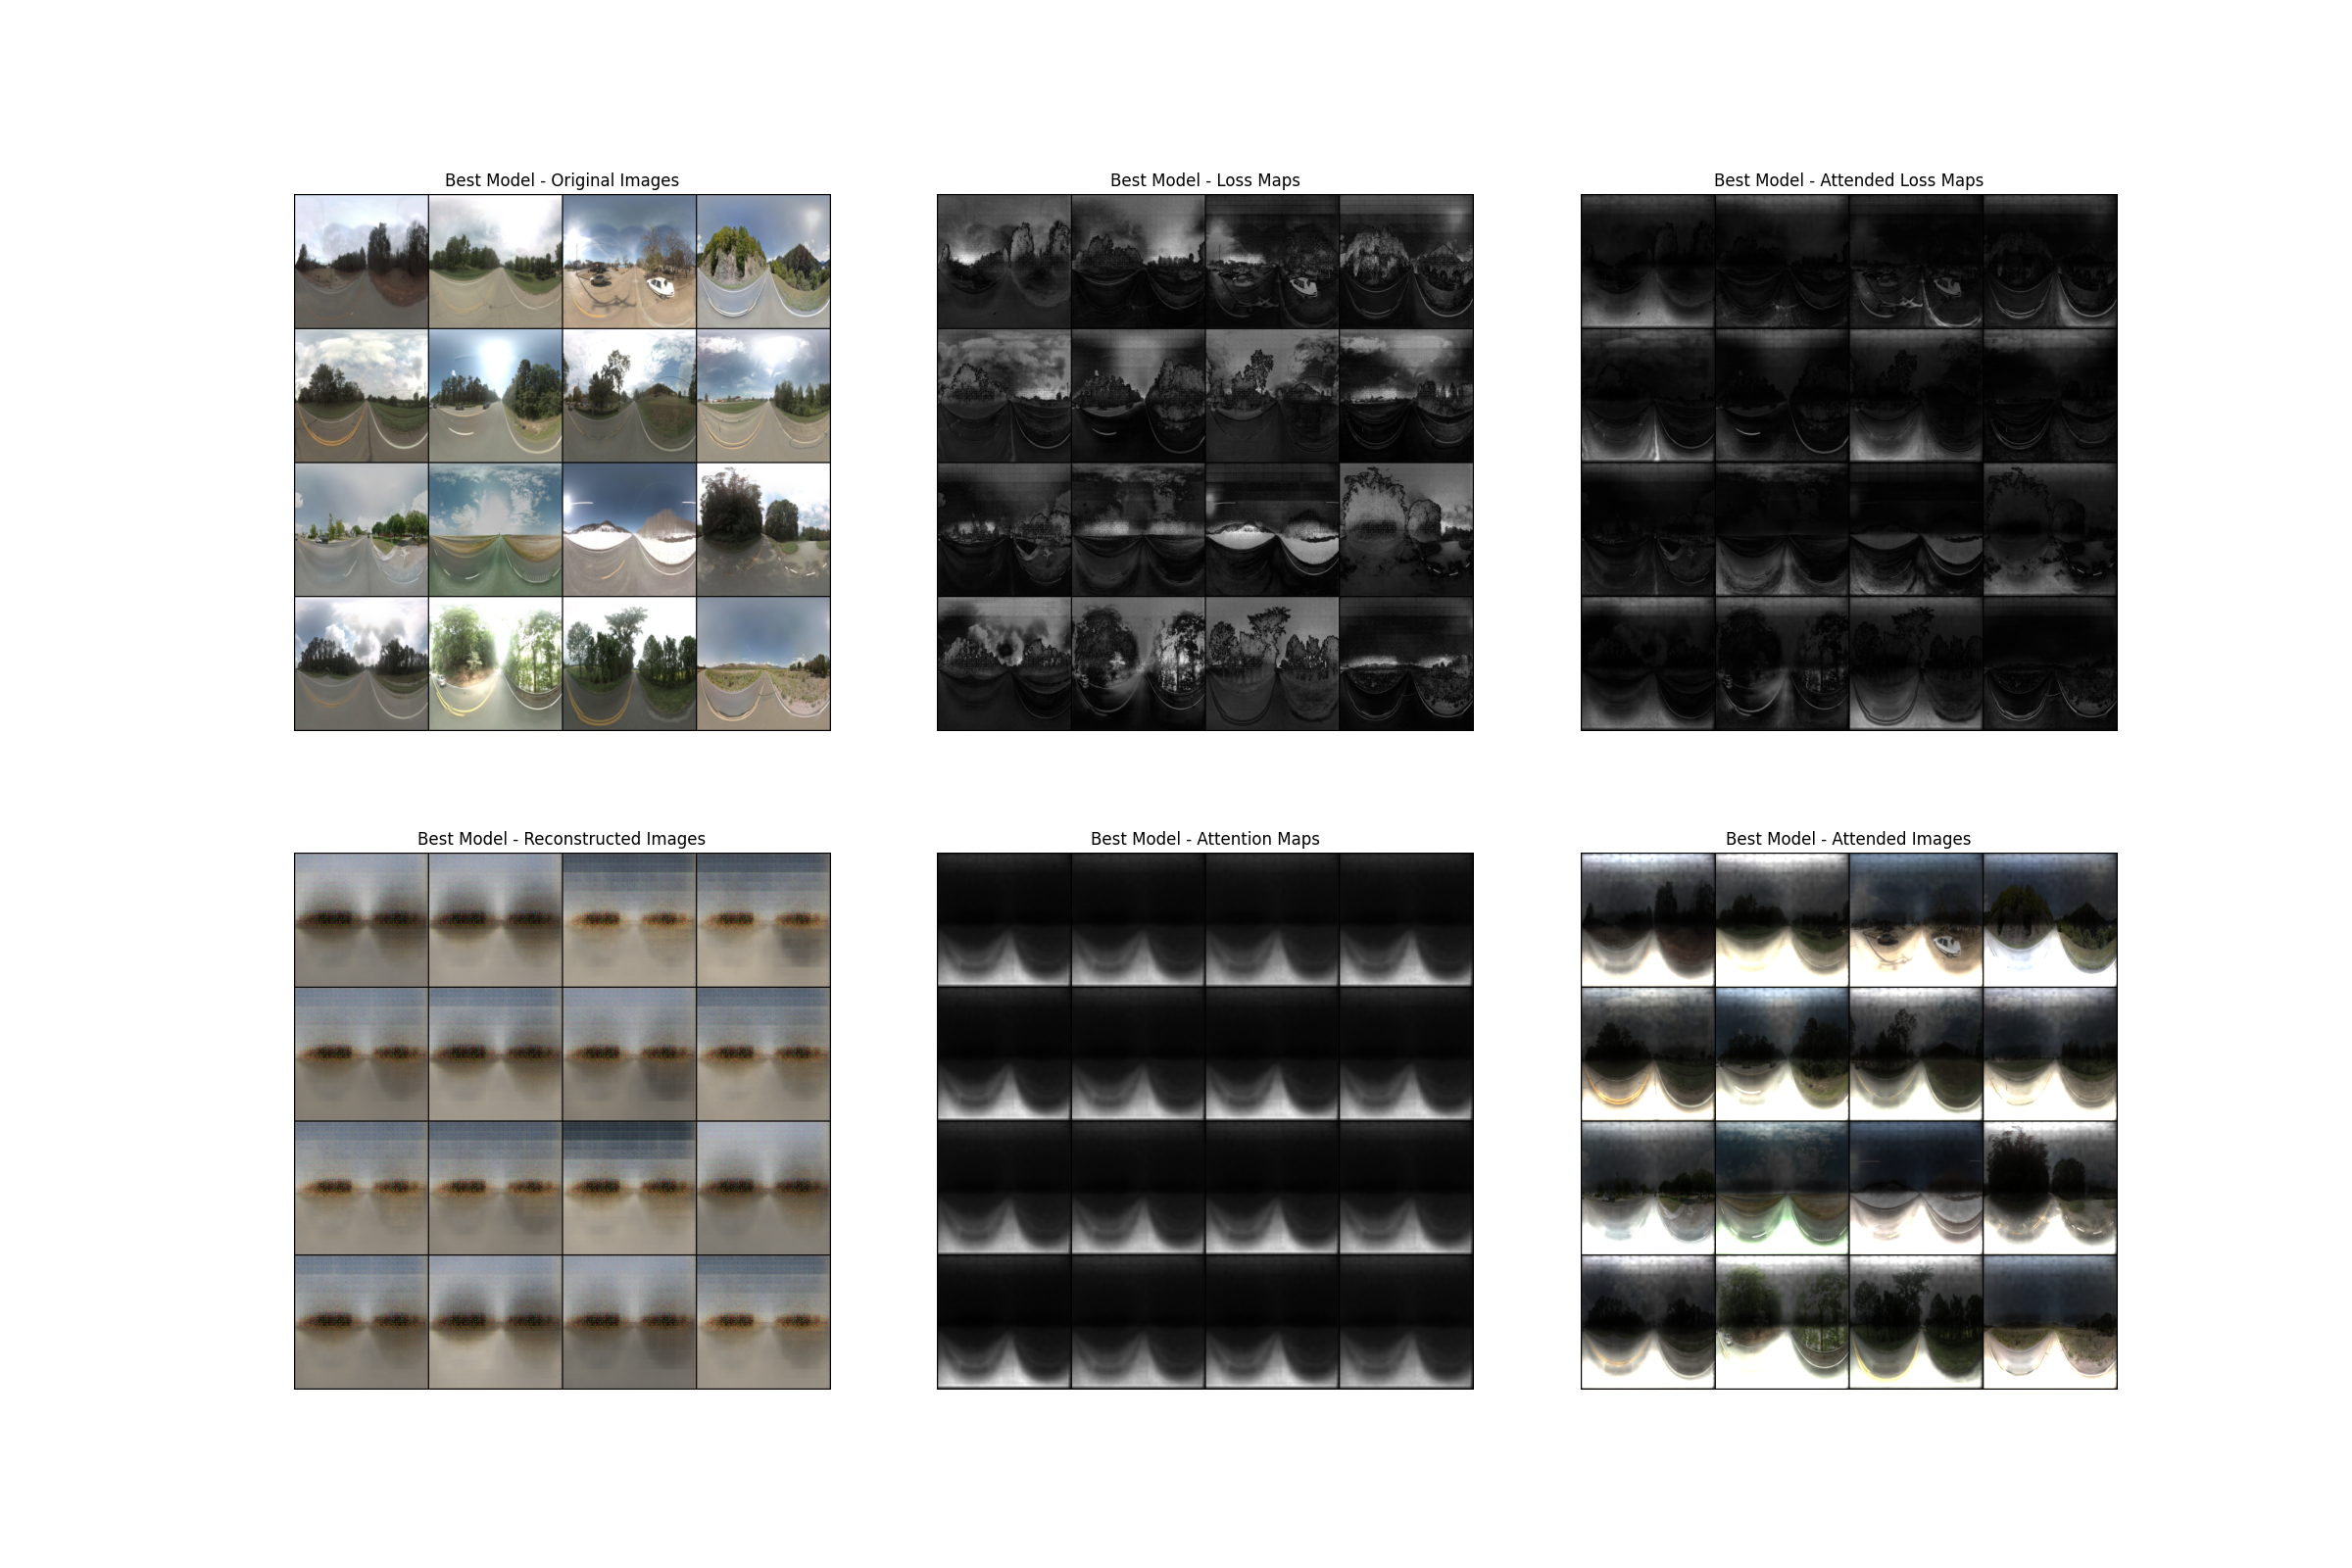 Best Model - Original Images
Best Model - Loss Maps
Best Model - Attended Loss Maps
Best Model - Reconstructed Images
Best Model - Attention Maps
Best Model - Attended Images